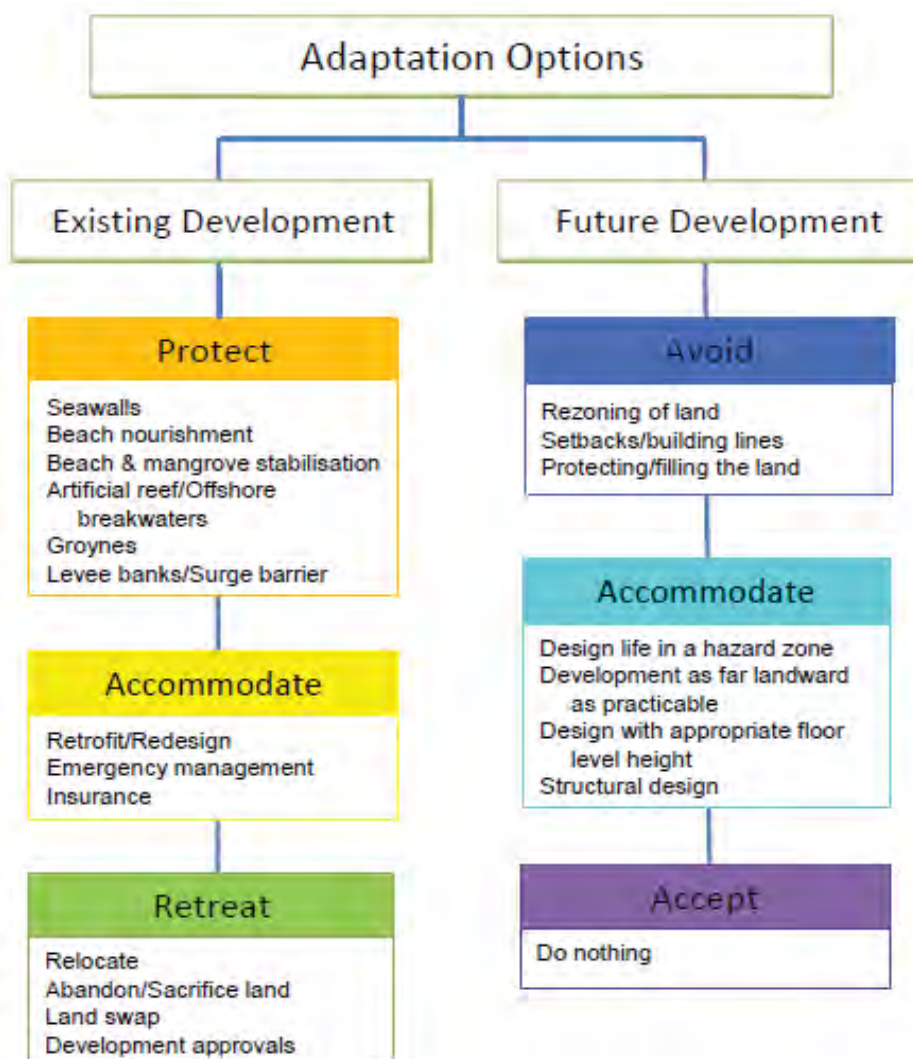 Adaptation Options
Existing Development
Protect
Seawalls
Beach nourishment
Beach & mangrove stabilisation
Artificial reef/Offshore
breakwaters
Groynes
Levee banks/Surge barrier
Accommodate
Retrofit/Redesign
Emergency management
Insurance
Retreat
Relocate
Abandon/Sacrifice land
Land swap
Development approvals
Future Development
Avoid
Rezoning of land
Setbacks/building lines
Protecting/filling the land
Accommodate
Design life in a hazard zone
Development as far landward
as practicable
Design with appropriate floor
level height
Structural design
Accept
Do nothing